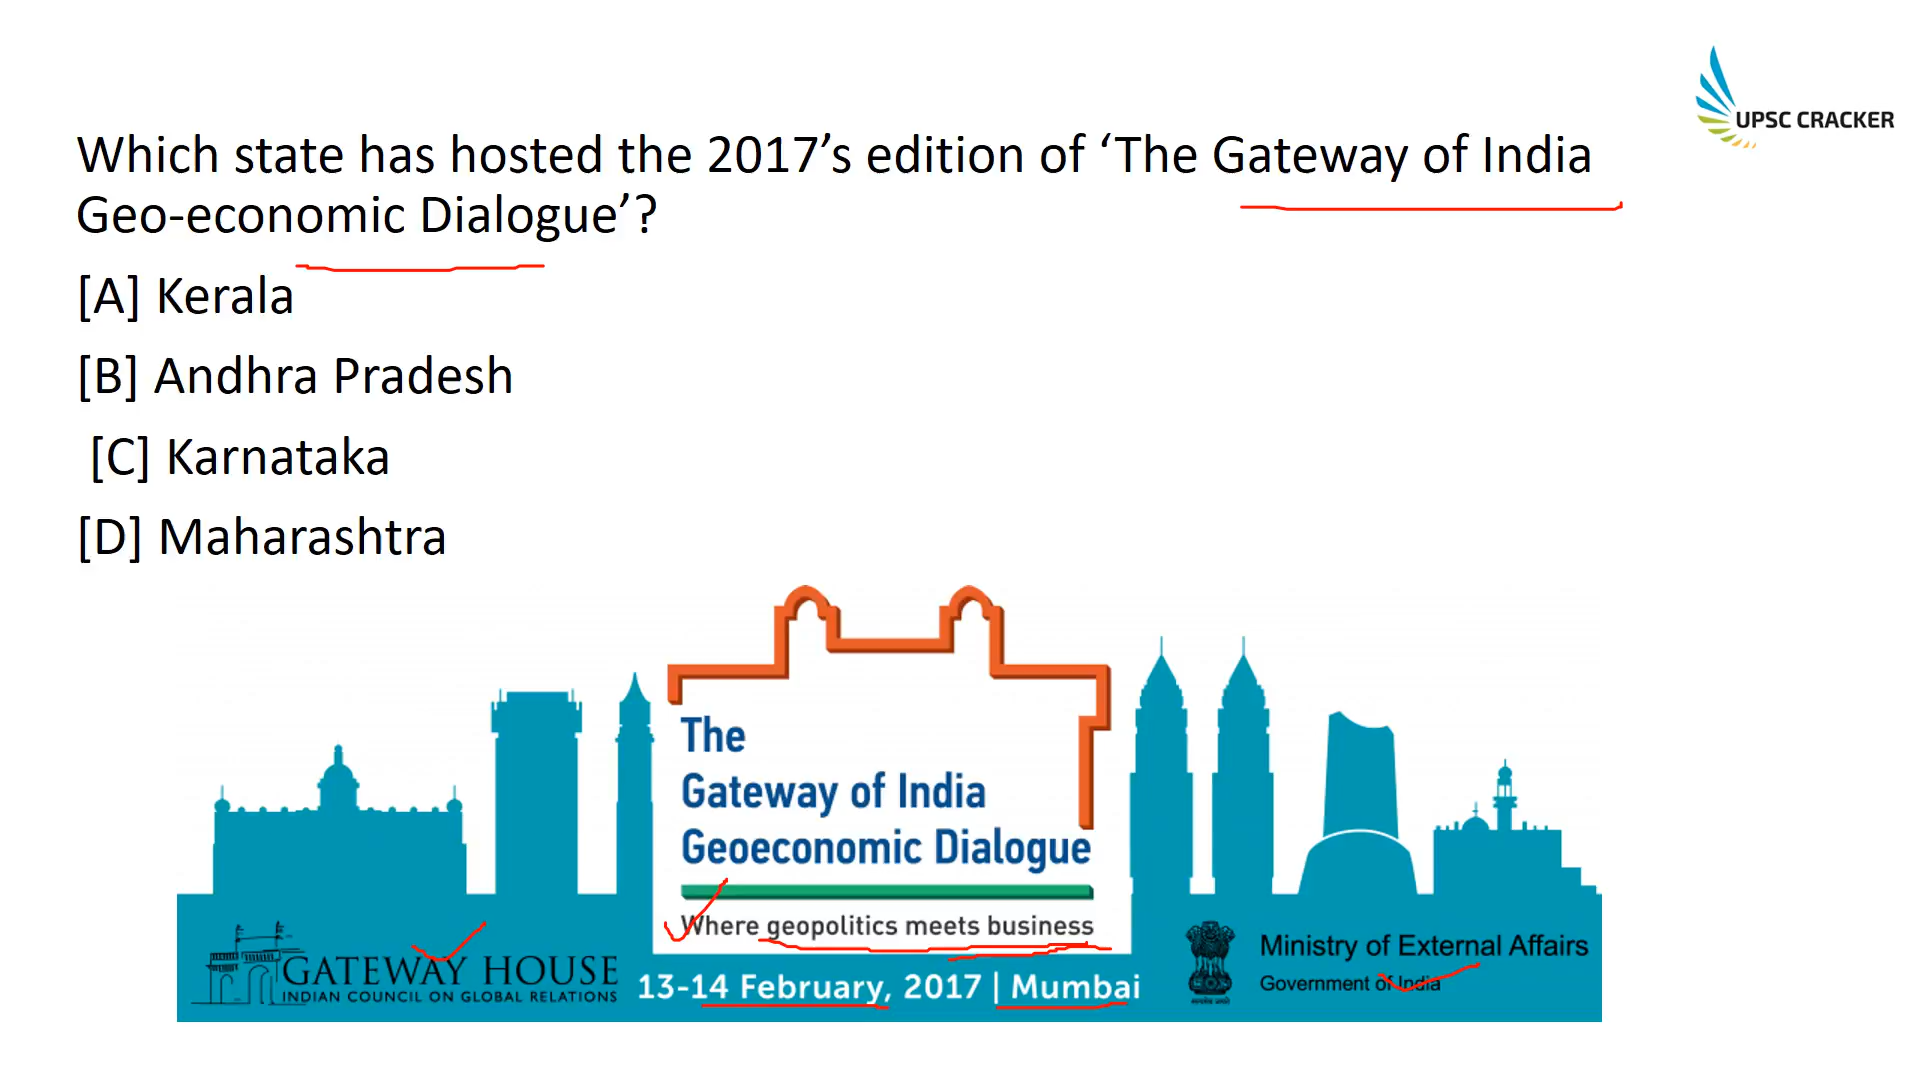 UPSC CRACKER
Which state has hosted the 2017’s edition of ‘The Gateway of India
Geo-economic Dialogue’?
[A] Kerala
[B] Andhra Pradesh
[C] Karnataka
[D] Maharashtra
The
Gateway of India
Geoeconomic Dialogue
Where geopolitics meets business
GATEWAY HOUSE
INDIAN COUNCIL ON GLOBAL RELATIONS
13-14 February, 2017 | Mumbai
Ministry of External Affairs
Government of India